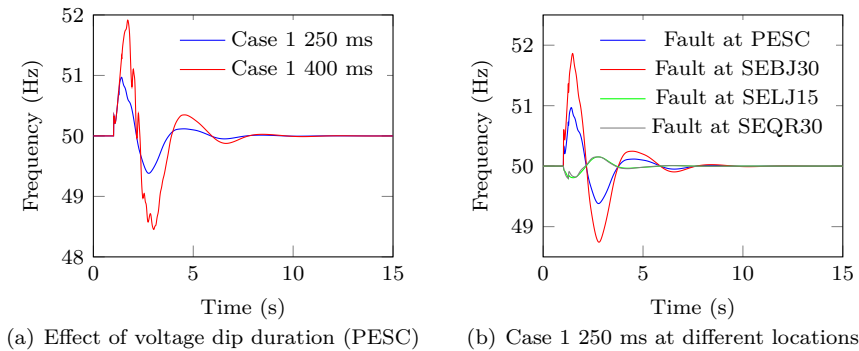 52
51
50
49
48
0
5
10
15
Frequency (Hz)
Time (s)
Case 1 250 ms
Case 1 400 ms
(a) Effect of voltage dip duration (PESC)
52
51
50
49
0
5
10
15
Frequency (Hz)
Time (s)
Fault at PESC
Fault at SEBJ30
Fault at SELJ15
Fault at SEQR30
(b) Case 1 250 ms at different locations